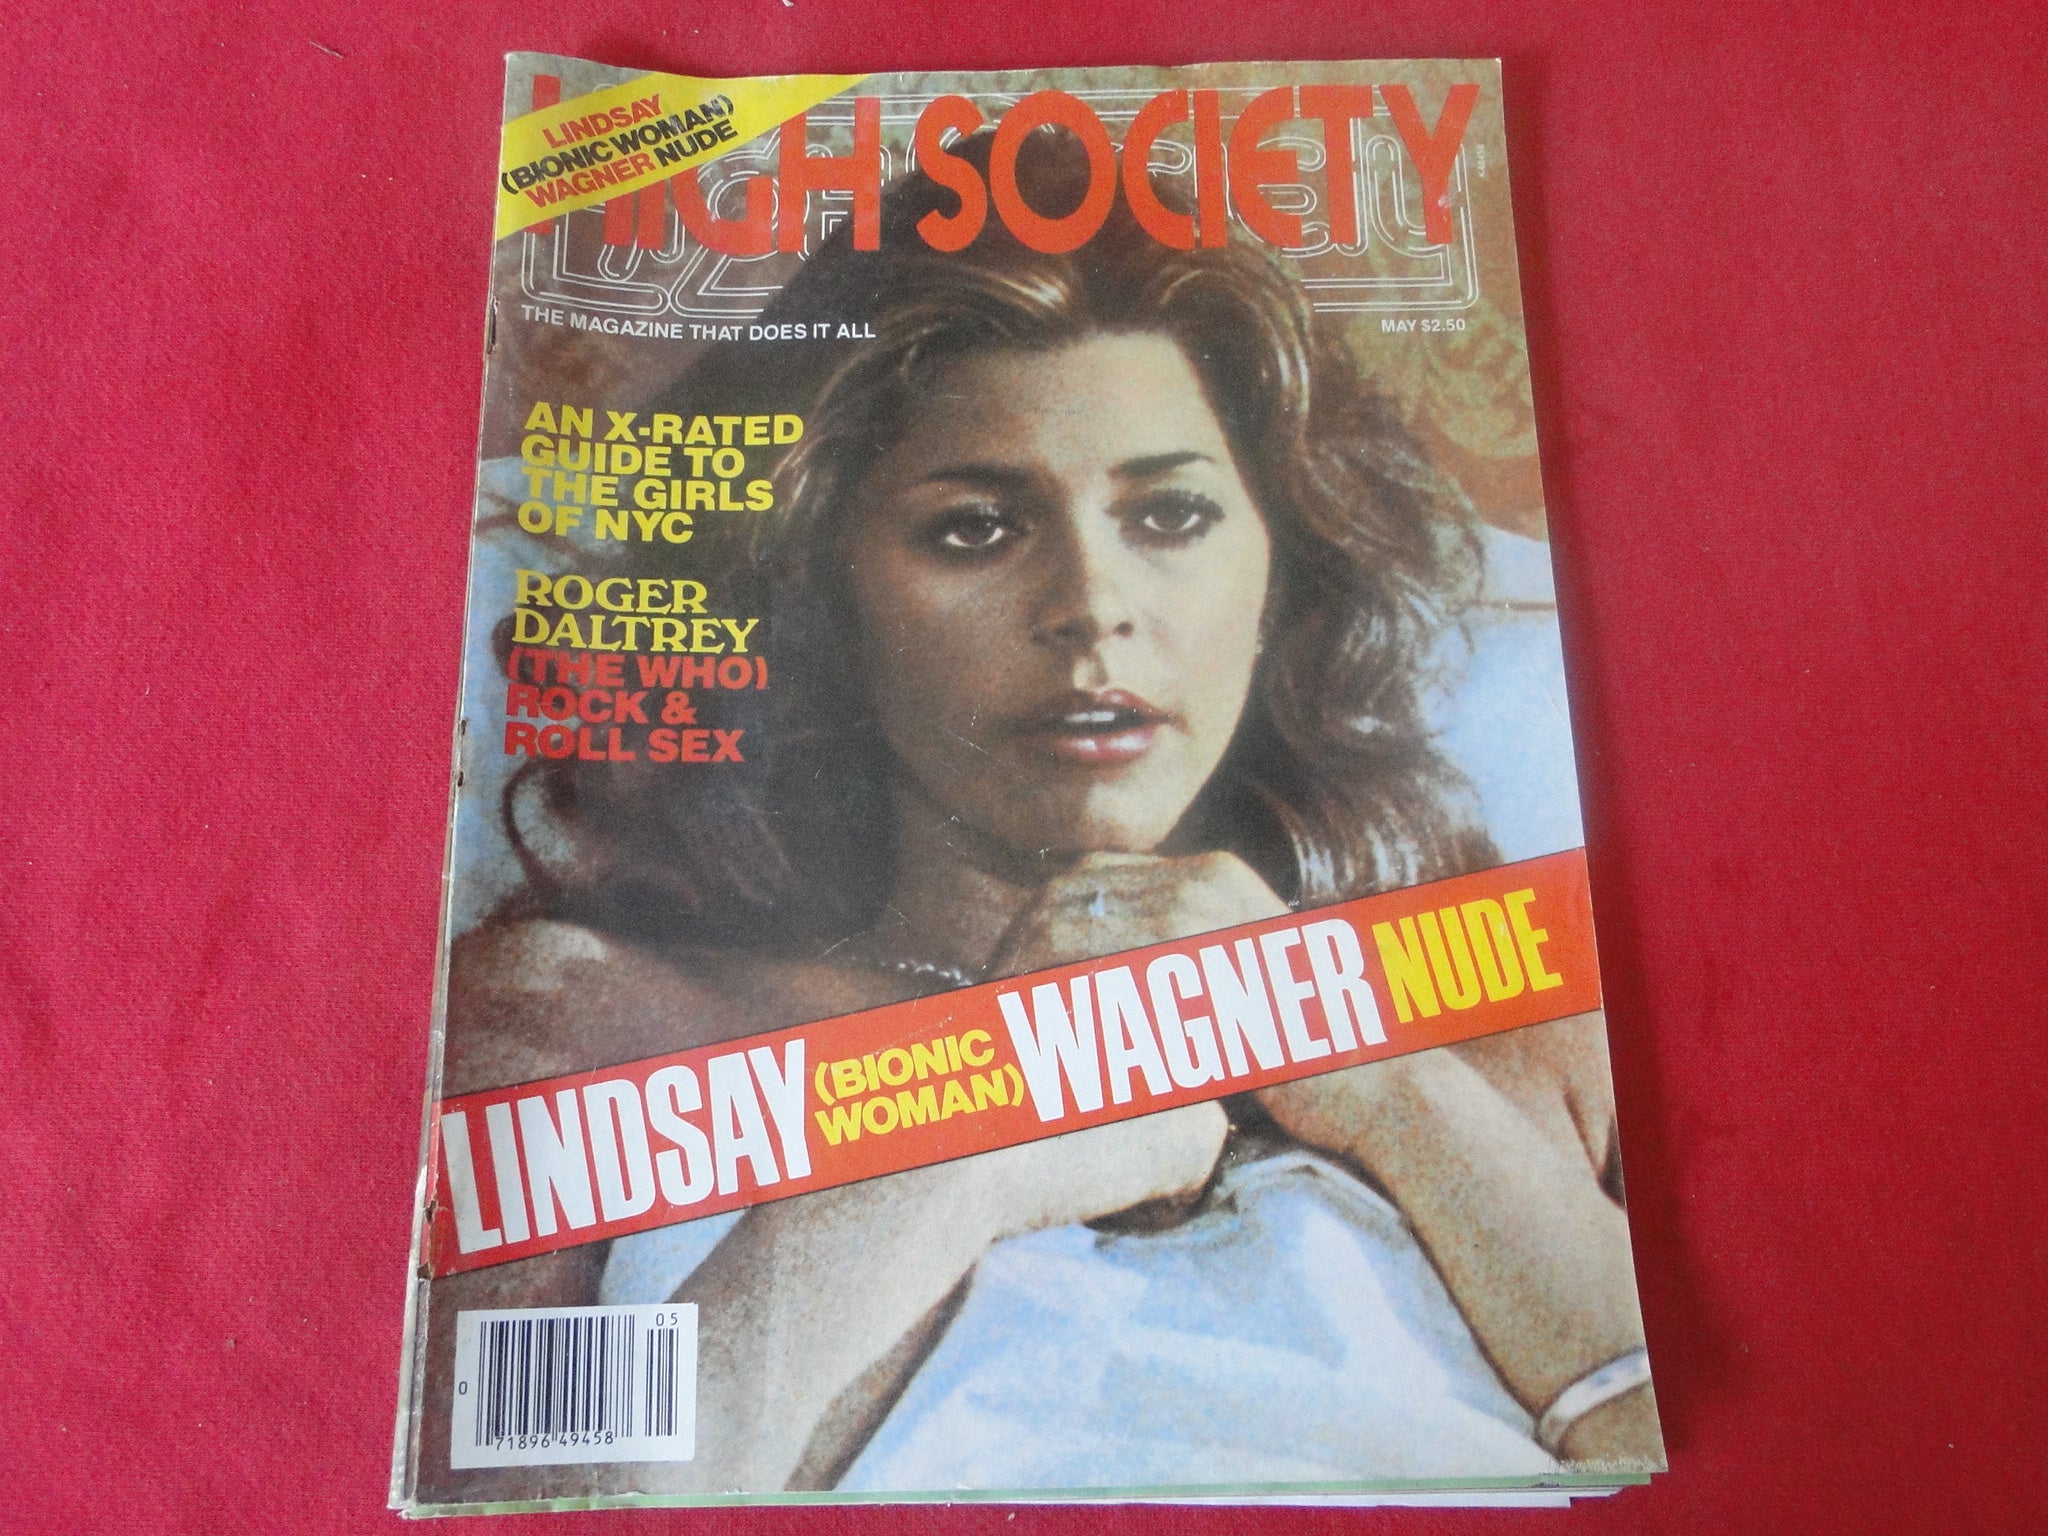 LINDSAY
(BIONIC WOMAN)
WAGNER NUDE
HIGH SOCIETY
K48458
THE MAGAZINE THAT DOES IT ALL
MAY $2.50
AN X-RATED
GUIDE TO
THE GIRLS
OF NYC
ROGER
DALTREY
(THE WHO)
ROCK &
ROLL SEX
LINDSAY (BIONIC WOMAN) WAGNER NUDE
05
0
71896 49458